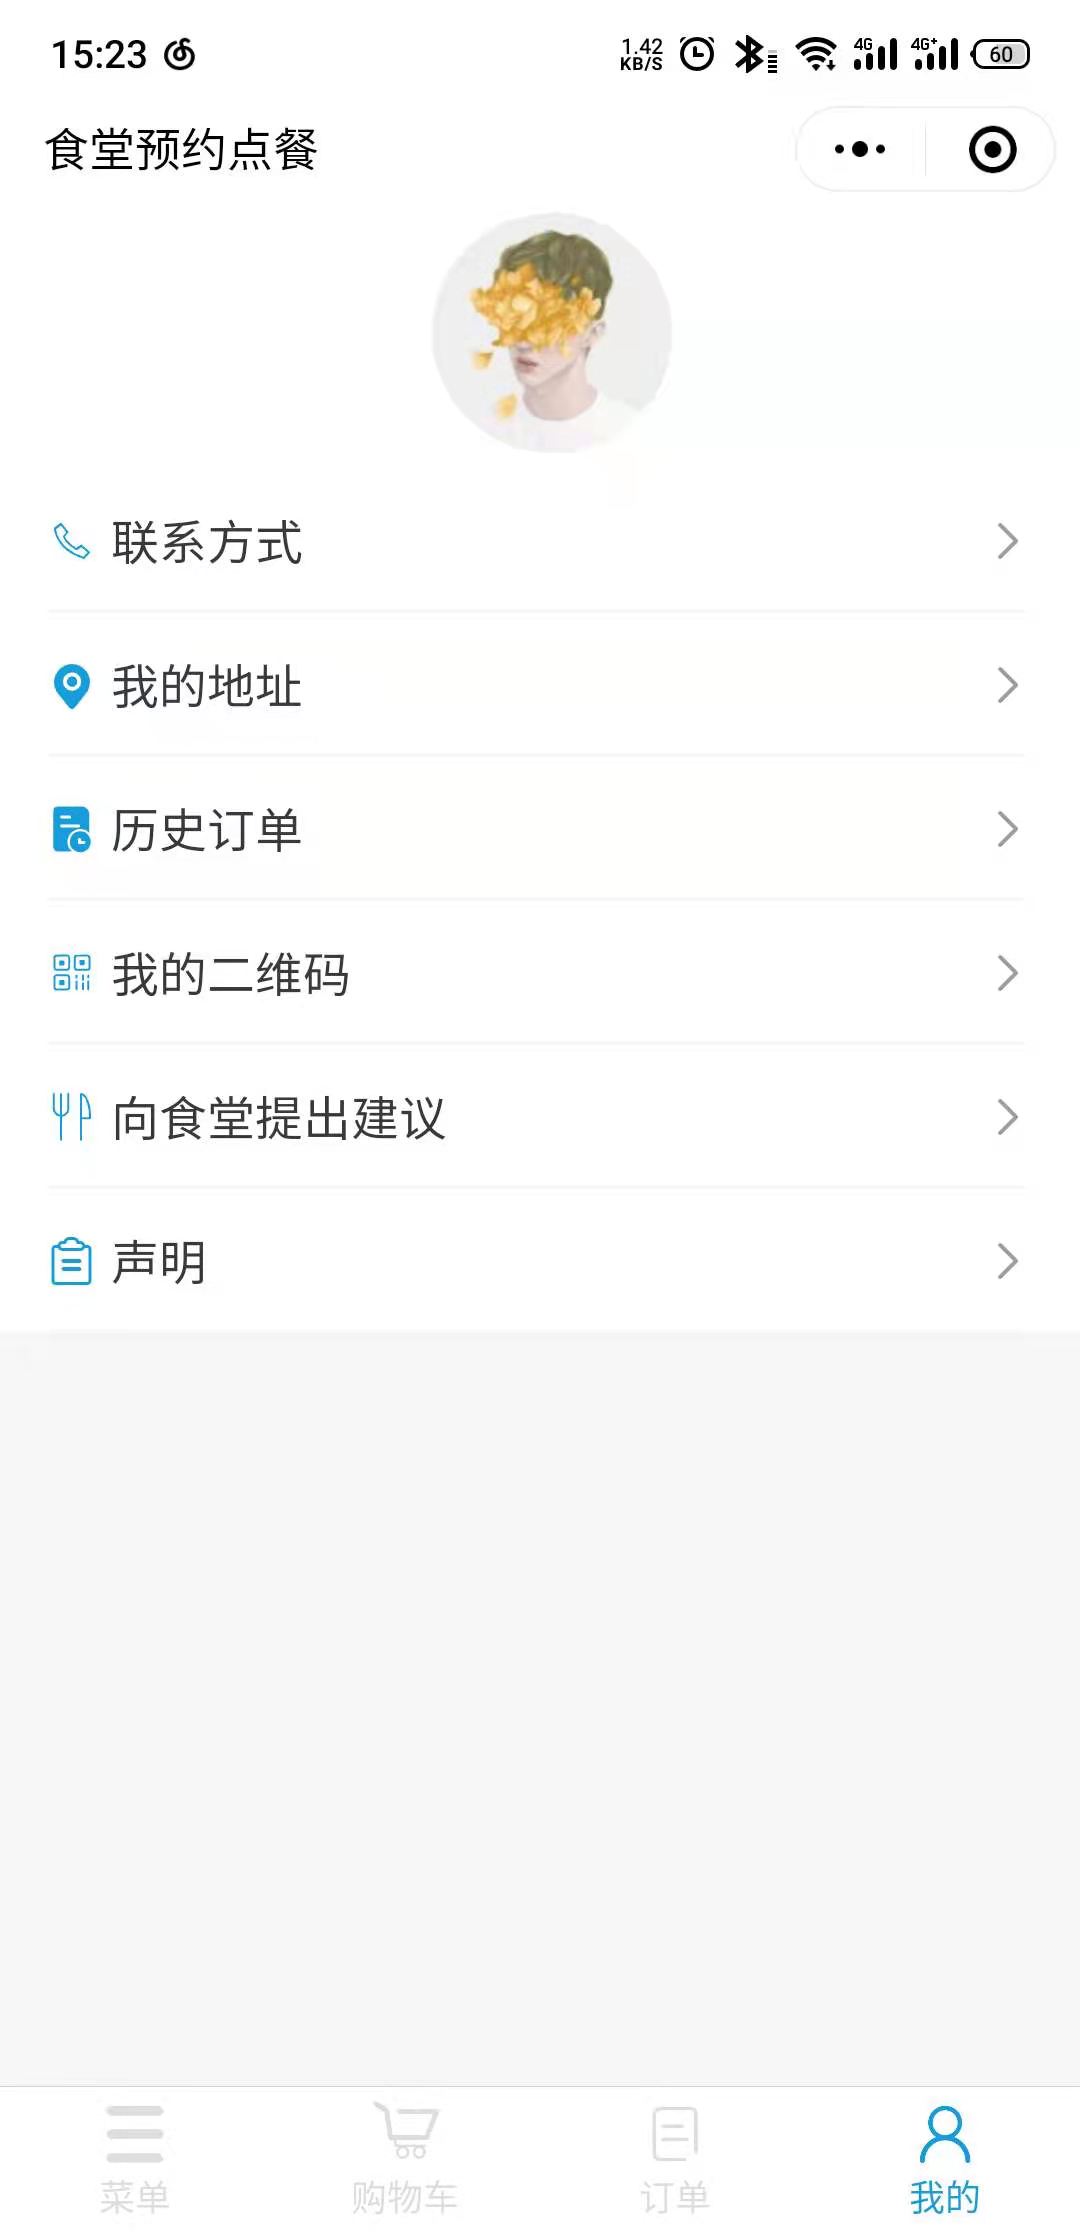 15:23
1.42
KB/S
4G
4G+
60
食堂预约点餐
联系方式
我的地址
历史订单
我的二维码
向食堂提出建议
声明
菜单
购物车
订单
我的